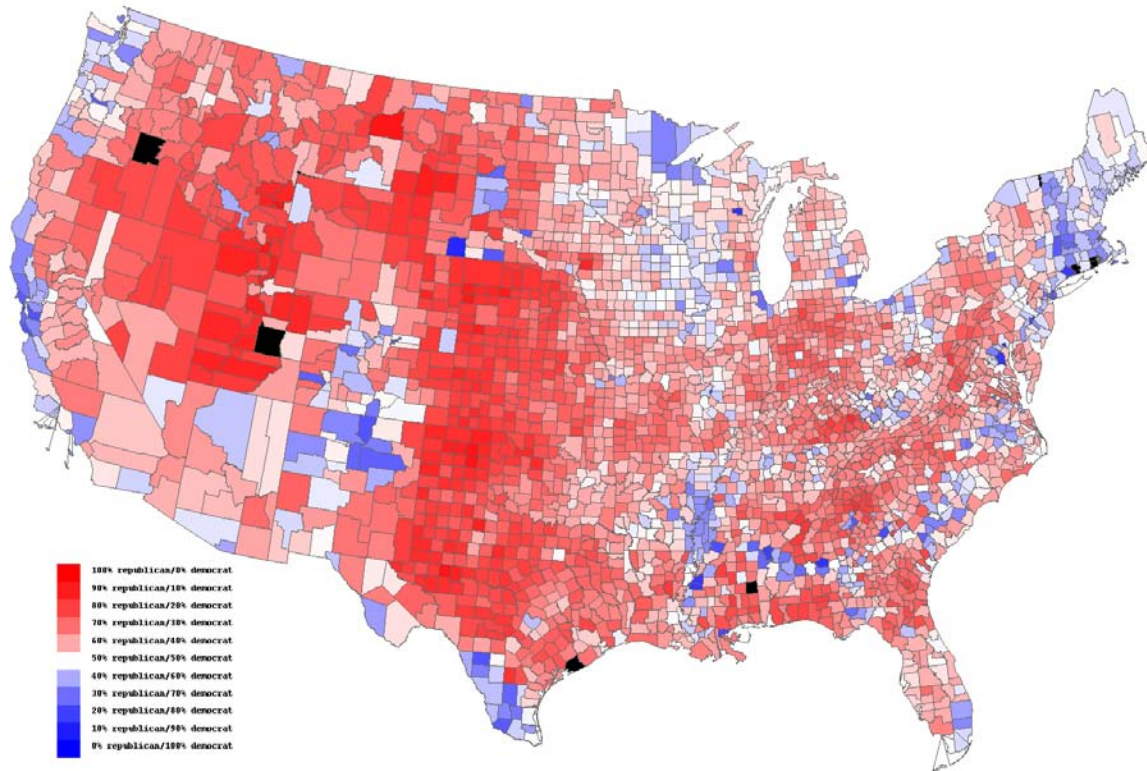 100% republican/0% democrat
90% republican/10% democrat
80% republican/20% democrat
70% republican/30% democrat
60% republican/40% democrat
50% republican/50% democrat
40% republican/60% democrat
30% republican/70% democrat
20% republican/80% democrat
10% republican/90% democrat
0% republican/100% democrat